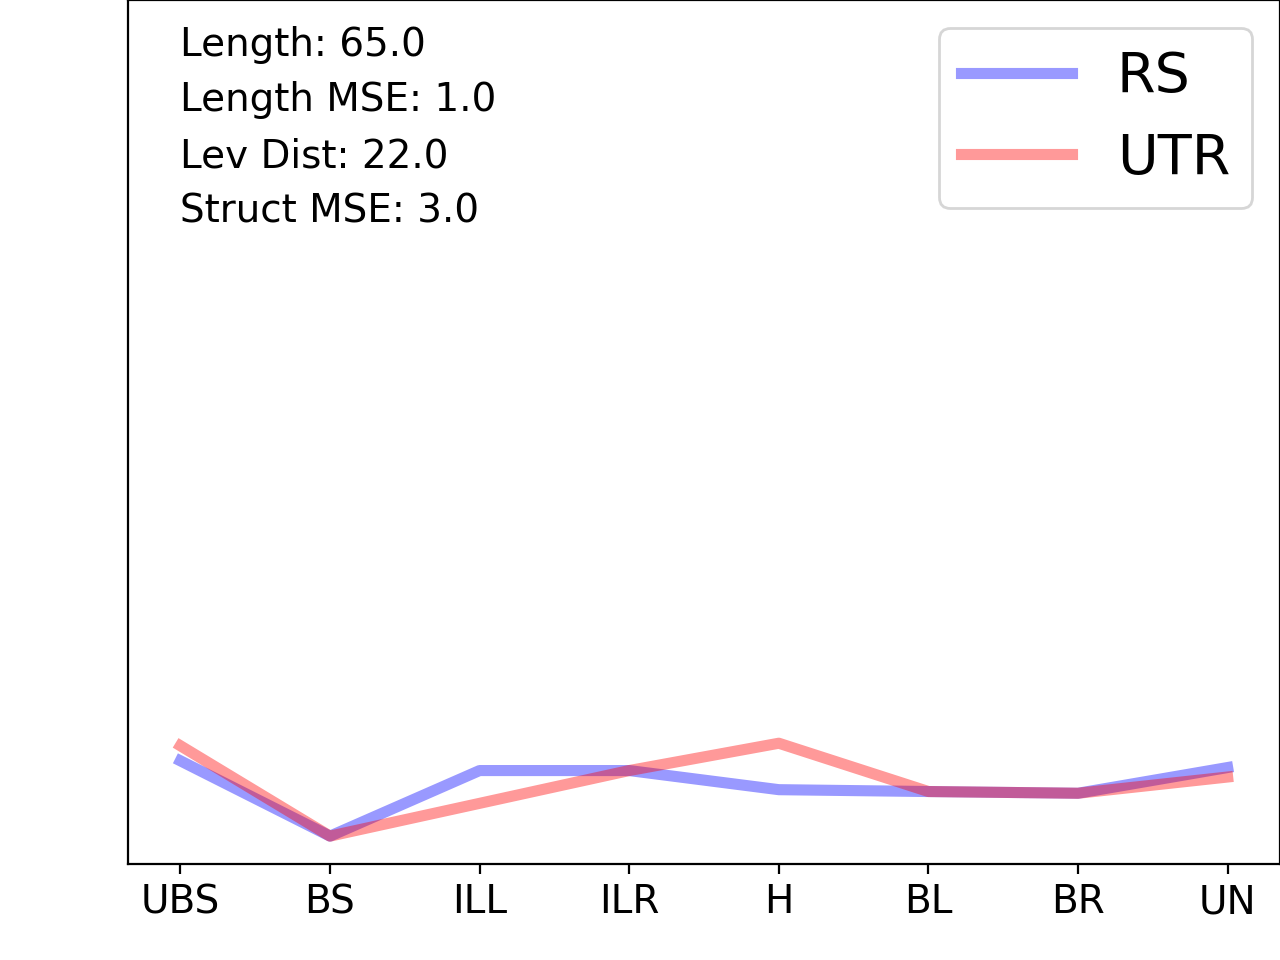 Length: 65.0
Length MSE: 1.0
Lev Dist: 22.0
Struct MSE: 3.0
RS
UTR
UBS BS ILL ILR H BL BR UN